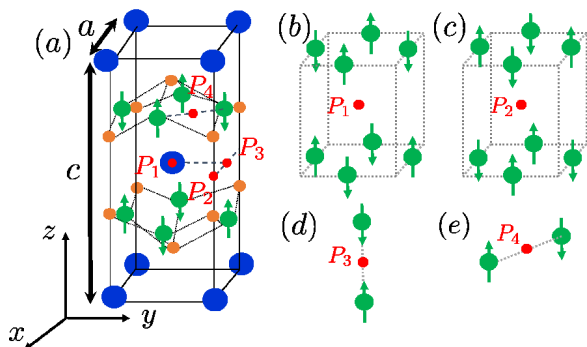 (a)
a
c
z
x
y
P₄
P₃
P₁
P₂
(b)
P₁
(c)
P₂
(d)
P₃
(e)
P₄